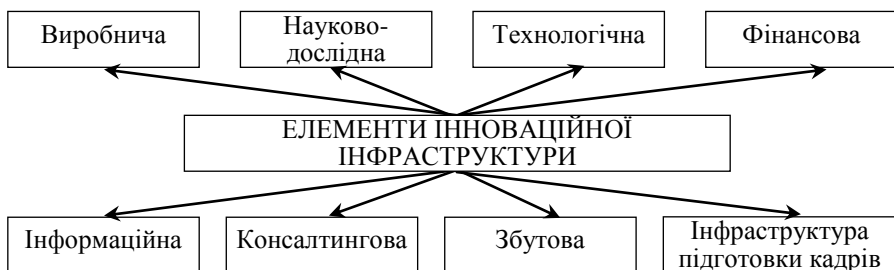 Виробнича
Науково-
дослідна
Технологічна
Фінансова
ЕЛЕМЕНТИ ІННОВАЦІЙНОЇ
ІНФРАСТРУКТУРИ
Інформаційна
Консалтингова
Збутова
Інфраструктура
підготовки кадрів